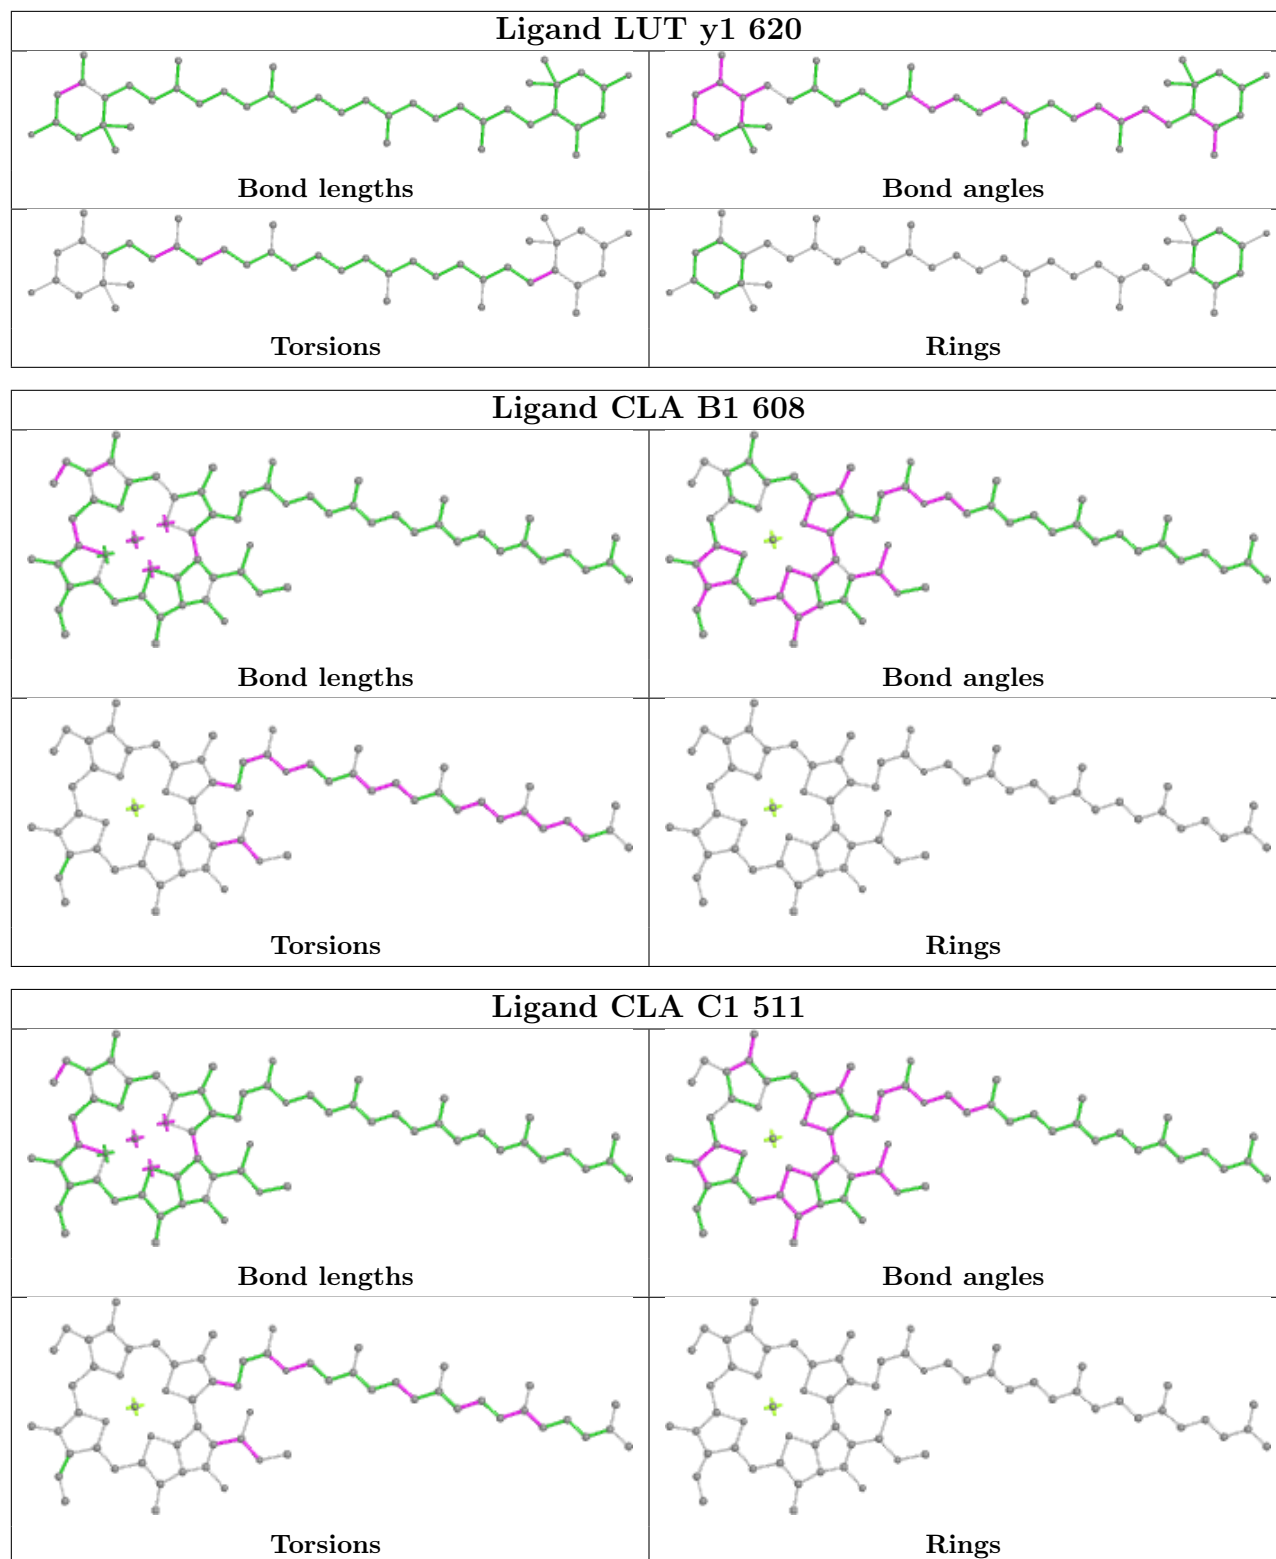 Ligand LUT y1 620
Bond lengths
Bond angles
Torsions
Rings
Ligand CLA B1 608
Bond lengths
Bond angles
Torsions
Rings
Ligand CLA C1 511
Bond lengths
Bond angles
Torsions
Rings